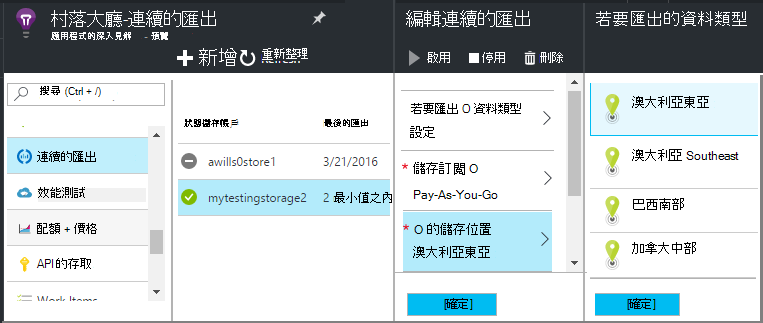 村落大廳-連續的匯出
應用程式的深入見解 - 預覽
新增
重新整理
搜尋 (Ctrl + /)
連續的匯出
效能測試
配額 + 價格
API的存取
Work Items
狀態儲存帳戶
最後的匯出
awills0store1
3/21/2016
mytestingstorage2
2 最小值之內
編輯連續的匯出
啟用
停用
刪除
若要匯出 O 資料類型
設定
* 儲存訂閱 O
Pay-As-You-Go
* O 的儲存位置
澳大利亞東亞
[確定]
若要匯出的資料類型
澳大利亞東亞
澳大利亞 Southeast
巴西南部
加拿大中部
[確定]